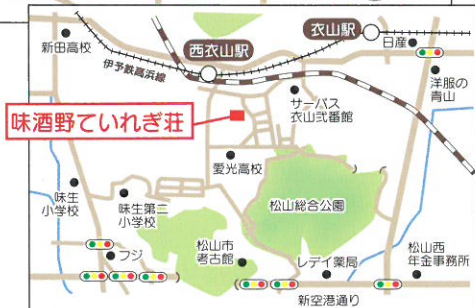 衣山駅
新田高校
西衣山駅
日産
伊予鉄高浜線
洋服の
青山
サーパス
衣山弐番館
味酒野ていれぎ荘
愛光高校
味生
小学校
味生第二
小学校
松山総合公園
フジ
松山市
考古館
レデイ薬局
松山西
年金事務所
新空港通り